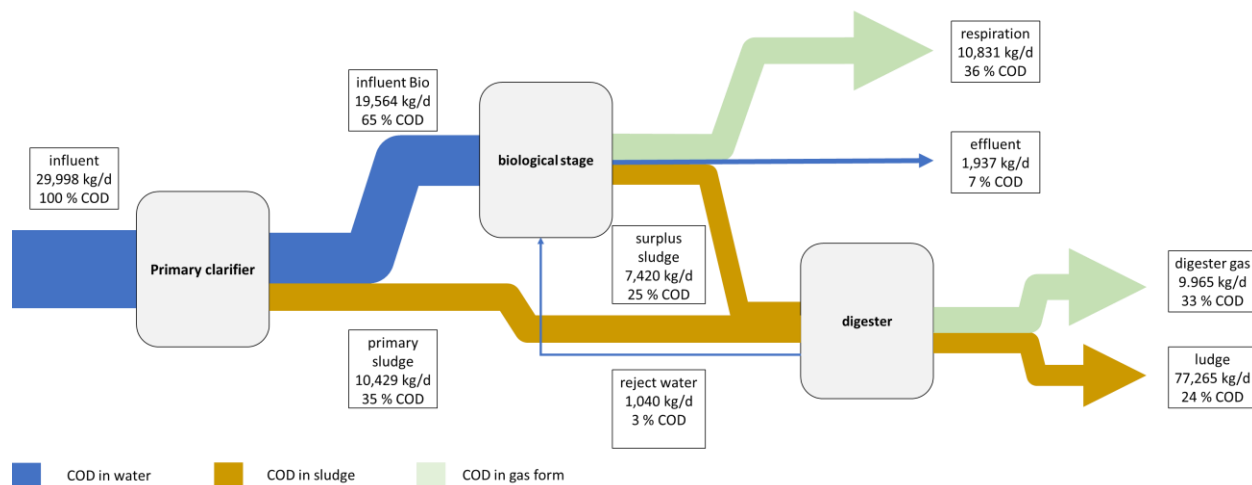 respiration
10,831 kg/d
36 % COD
influent Bio
19,564 kg/d
65 % COD
biological stage
effluent
1,937 kg/d
7 % COD
influent
29,998 kg/d
100 % COD
Primary clarifier
surplus
sludge
7,420 kg/d
25 % COD
digester gas
9.965 kg/d
33 % COD
digester
primary
sludge
10,429 kg/d
35 % COD
reject water
1,040 kg/d
3 % COD
ludge
77,265 kg/d
24 % COD
COD in water
COD in sludge
COD in gas form